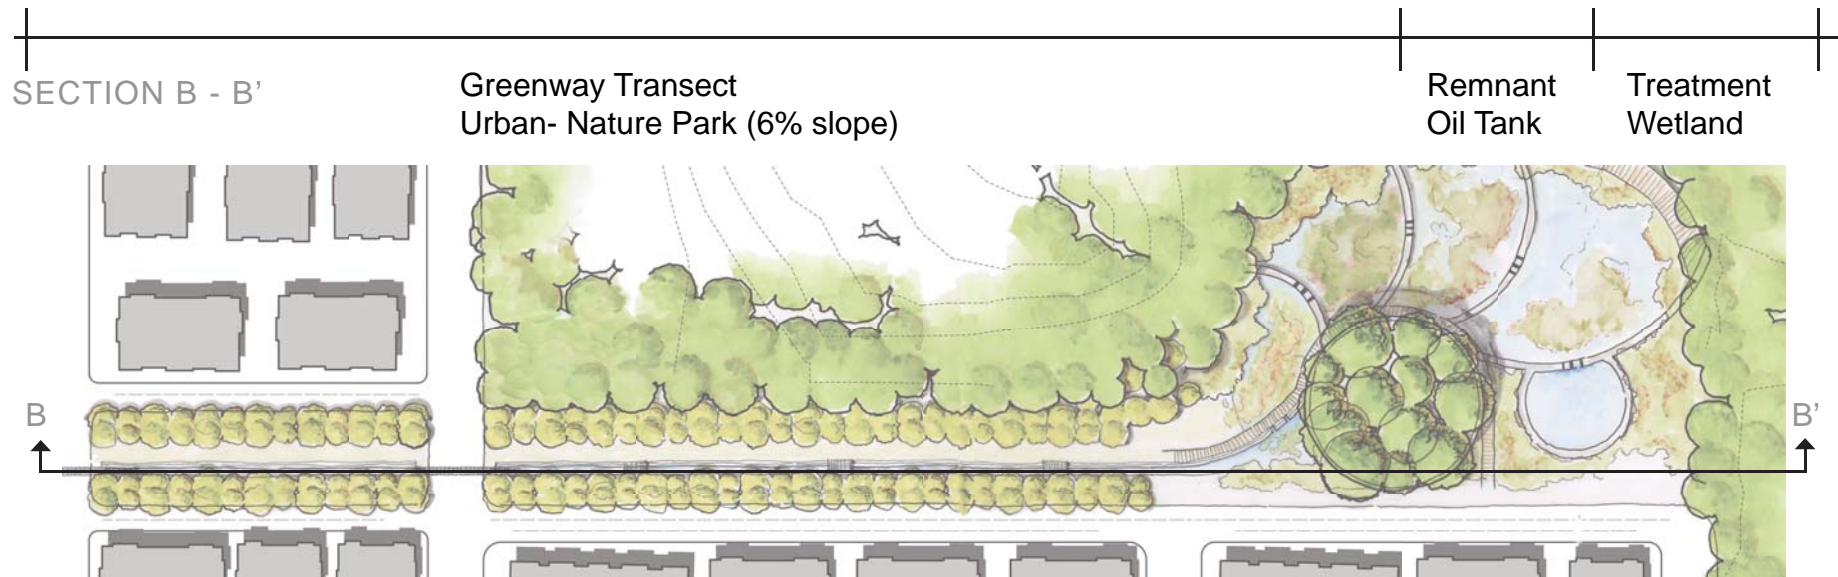 SECTION B - B’
Greenway Transect
Urban- Nature Park (6% slope)
Remnant
Oil Tank
Treatment
Wetland
B
B’